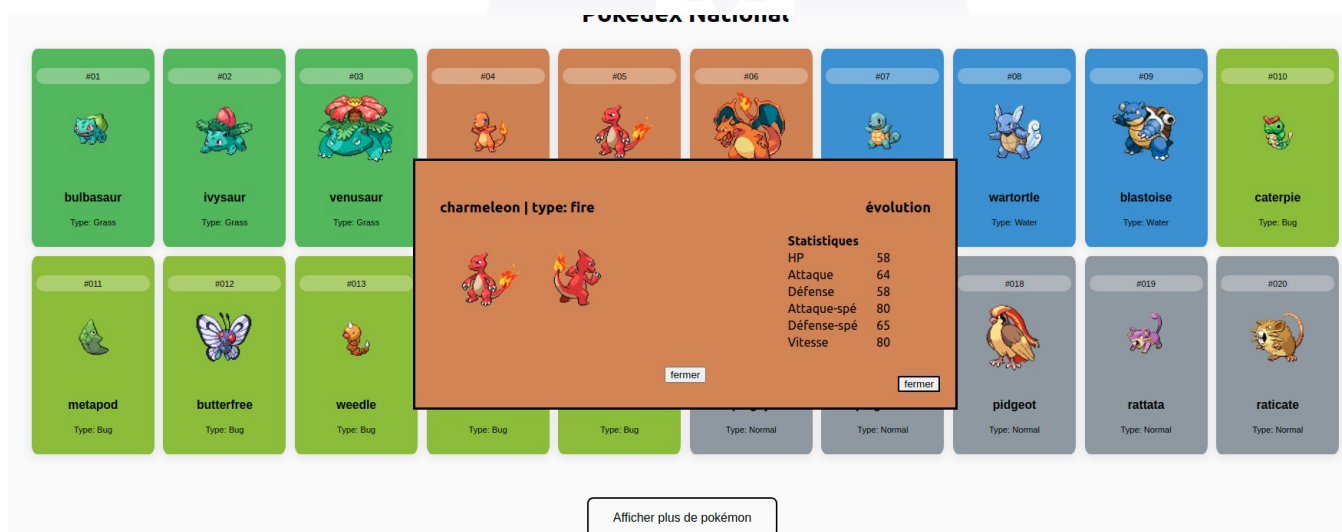 Pokédex National
#01 #02 #03 #04 #05 #06 #07 #08 #09 #010
bulbasaur ivysaur venusaur wartortle blastoise caterpie
Type: Grass Type: Grass Type: Grass Type: Water Type: Water Type: Bug
charmeleon | type: fire évolution
Statistiques
HP 58
Attaque 64
Défense 58
Attaque-spé 80
Défense-spé 65
Vitesse 80
fermer
fermer
#011 #012 #013 #018 #019 #020
metapod butterfree weedle pidgeot rattata raticate
Type: Bug Type: Bug Type: Bug Type: Bug Type: Bug Type: Normal Type: Normal Type: Normal Type: Normal Type: Normal
Afficher plus de pokémon